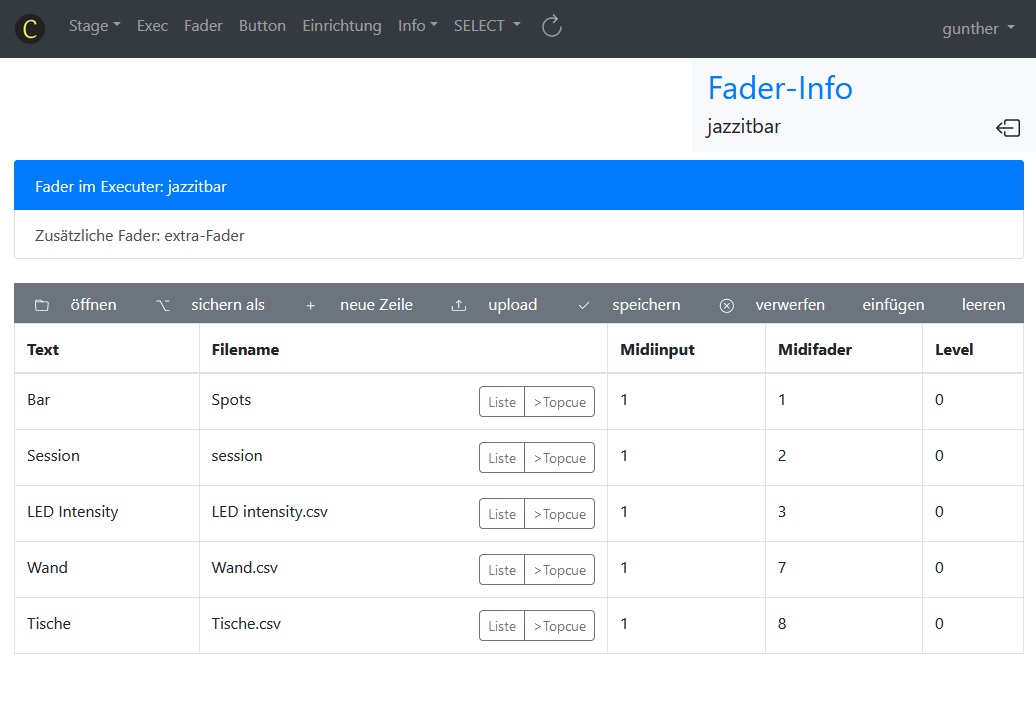 C Stage Exec Fader Button Einrichtung Info SELECT gunther
Fader-Info
jazzitbar
Fader im Executer: jazzitbar
Zusätzliche Fader: extra-Fader
öffnen sichern als + neue Zeile upload speichern verwerfen einfügen leeren
Text Filename Midiinput Midifader Level
Bar Spots Liste >Topcue 1 1 0
Session session Liste >Topcue 1 2 0
LED Intensity LED intensity.csv Liste >Topcue 1 3 0
Wand Wand.csv Liste >Topcue 1 7 0
Tische Tische.csv Liste >Topcue 1 8 0